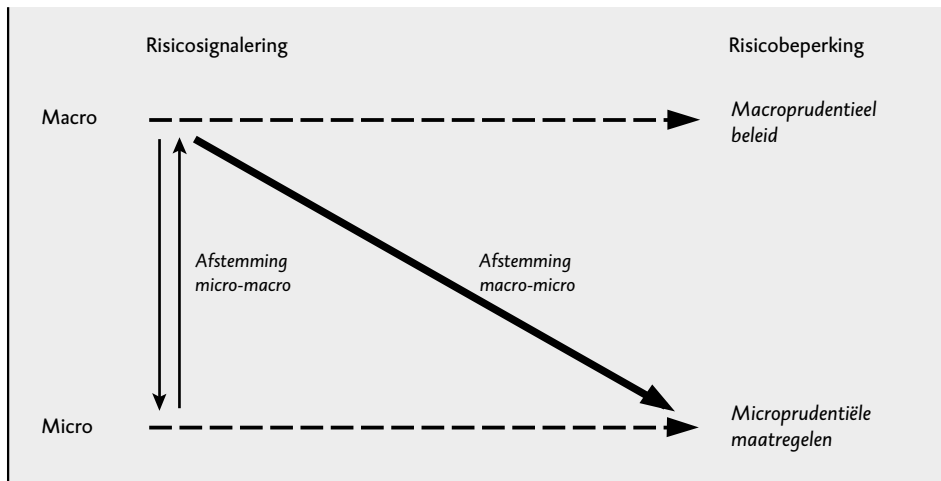 Risicosignalering
Risicobeperking
Macro
Macroprudentieel
beleid
Afstemming
micro-macro
Afstemming
macro-micro
Micro
Microprudentiële
maatregelen